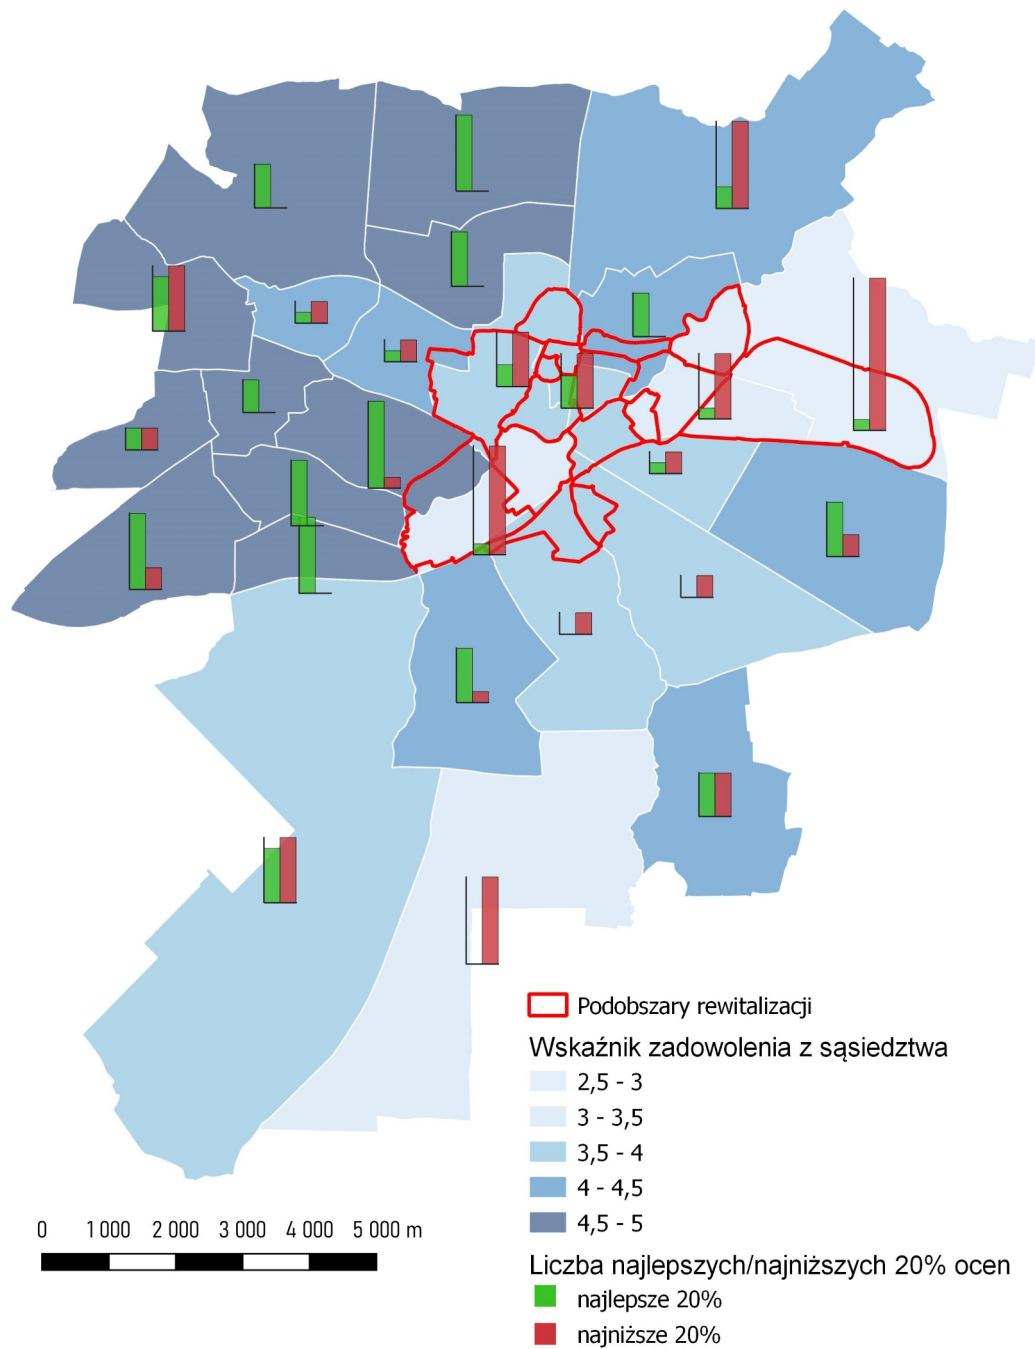 Podobszary rewitalizacji
Wskaźnik zadowolenia z sąsiedztwa
2,5 - 3
3 - 3,5
3,5 - 4
4 - 4,5
4,5 - 5
0 1 000 2 000 3 000 4 000 5 000 m
Liczba najlepszych/najniższych 20% ocen
najlepsze 20%
najniższe 20%